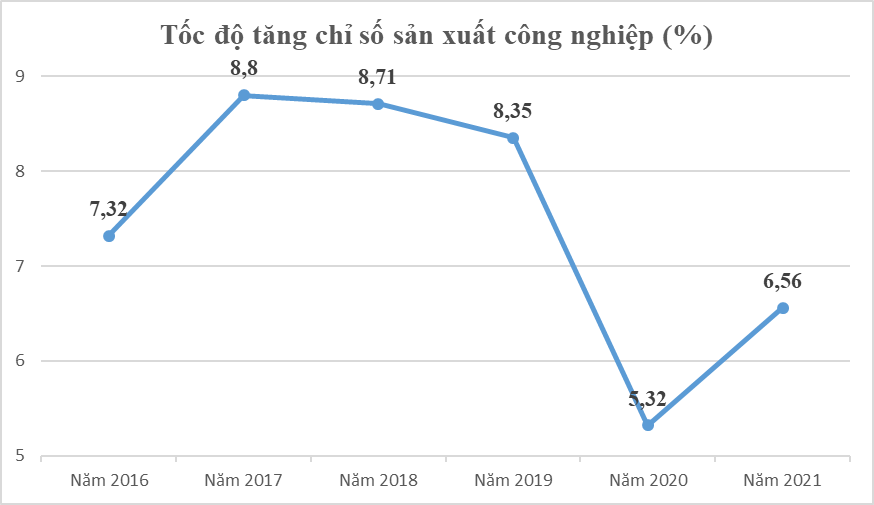 Tốc độ tăng chỉ số sản xuất công nghiệp (%)
9
8
7
6
5
7,32
8,8
8,71
8,35
5,32
6,56
Năm 2016
Năm 2017
Năm 2018
Năm 2019
Năm 2020
Năm 2021